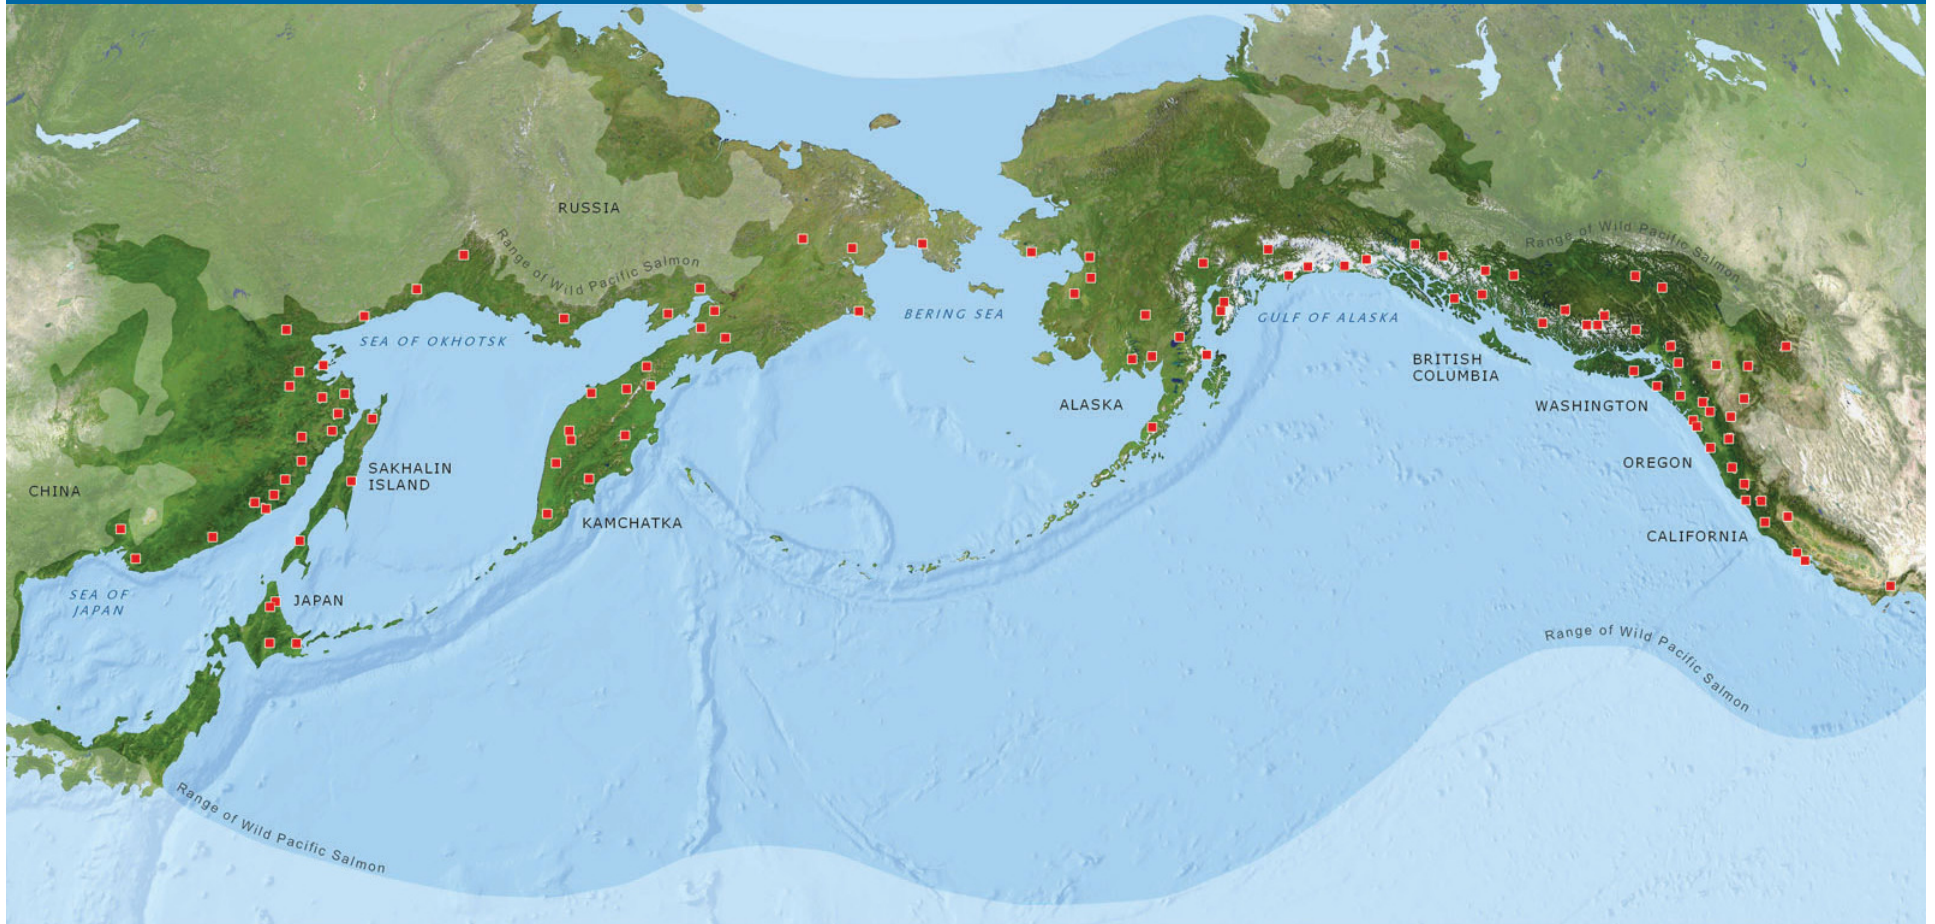 RUSSIA
Range of Wild Pacific Salmon
Range of Wild Pacific Salmon
BERING SEA
GULF OF ALASKA
SEA OF OKHOTSK
BRITISH
COLUMBIA
ALASKA
WASHINGTON
SAKHALIN
ISLAND
OREGON
CHINA
KAMCHATKA
CALIFORNIA
SEA OF
JAPAN
JAPAN
Range of Wild Pacific Salmon
Range of Wild Pacific Salmon